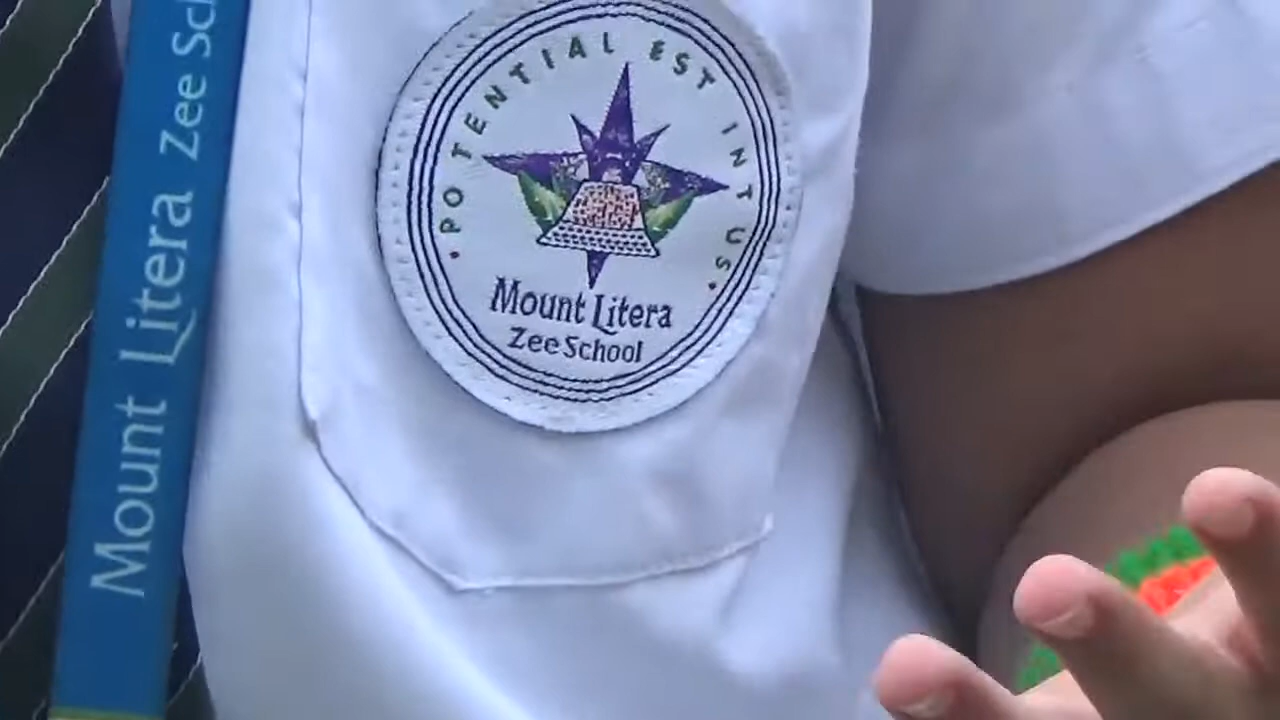 Mount Litera Zee Sch
• POTENTIAL EST INTUS •
Mount Litera
Zee School